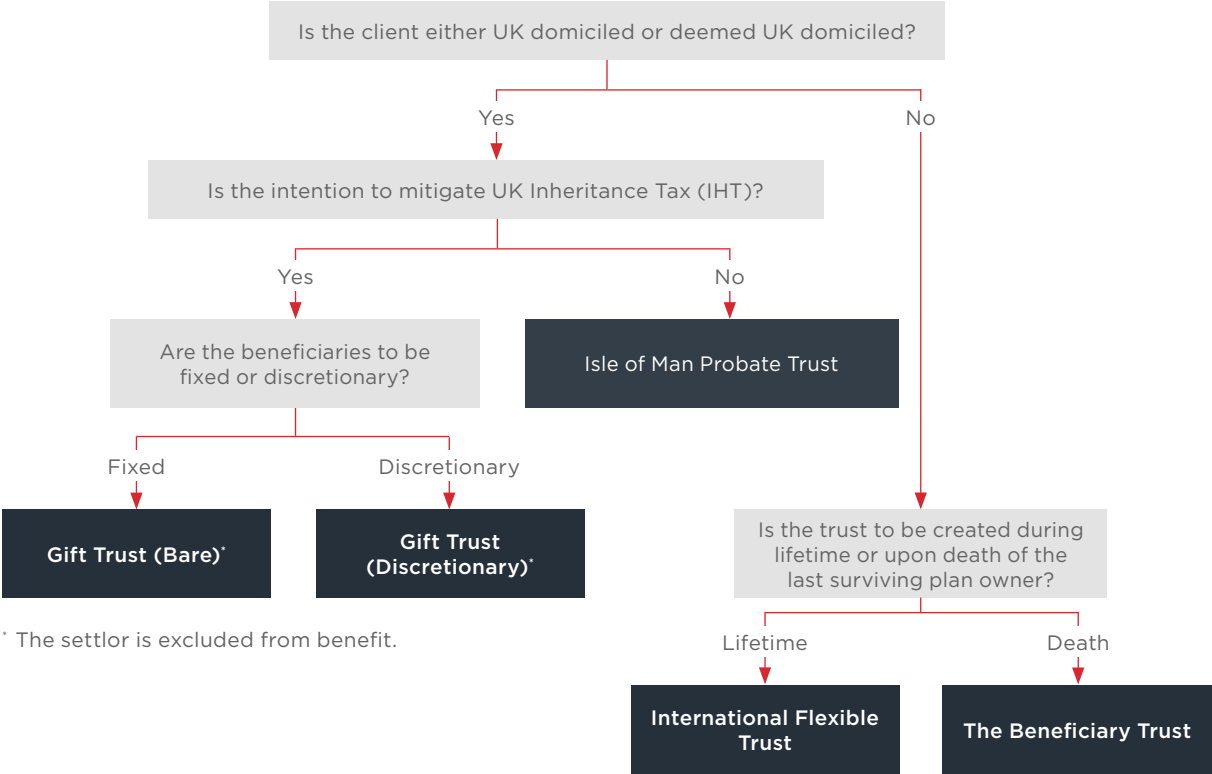 Is the client either UK domiciled or deemed UK domiciled?
Yes
No
Is the intention to mitigate UK Inheritance Tax (IHT)?
Yes
No
Are the beneficiaries to be
fixed or discretionary?
Isle of Man Probate Trust
Fixed
Discretionary
Gift Trust (Bare)*
Gift Trust
(Discretionary)*
Is the trust to be created during
lifetime or upon death of the
last surviving plan owner?
* The settlor is excluded from benefit.
Lifetime
Death
International Flexible
Trust
The Beneficiary Trust